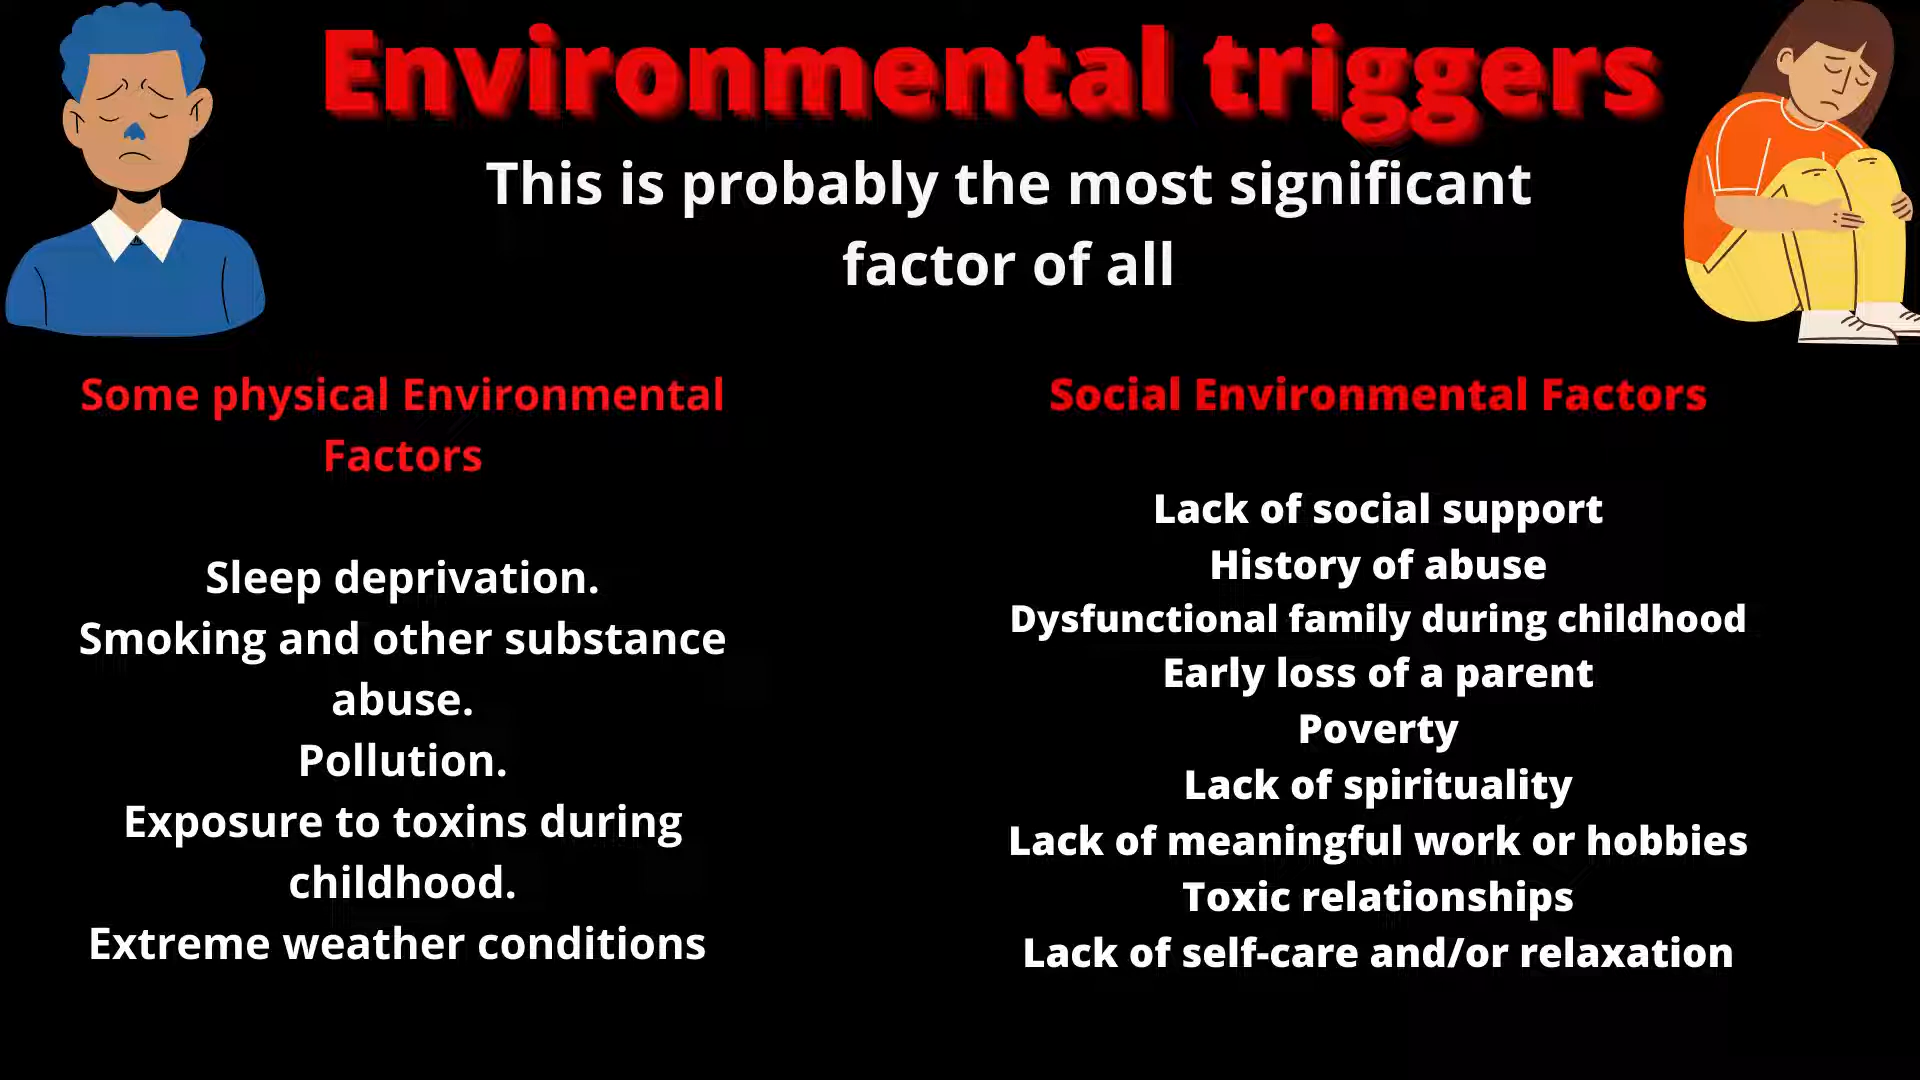 Environmental triggers
This is probably the most significant
factor of all
Some physical Environmental
Factors
Sleep deprivation.
Smoking and other substance
abuse.
Pollution.
Exposure to toxins during
childhood.
Extreme weather conditions
Social Environmental Factors
Lack of social support
History of abuse
Dysfunctional family during childhood
Early loss of a parent
Poverty
Lack of spirituality
Lack of meaningful work or hobbies
Toxic relationships
Lack of self-care and/or relaxation